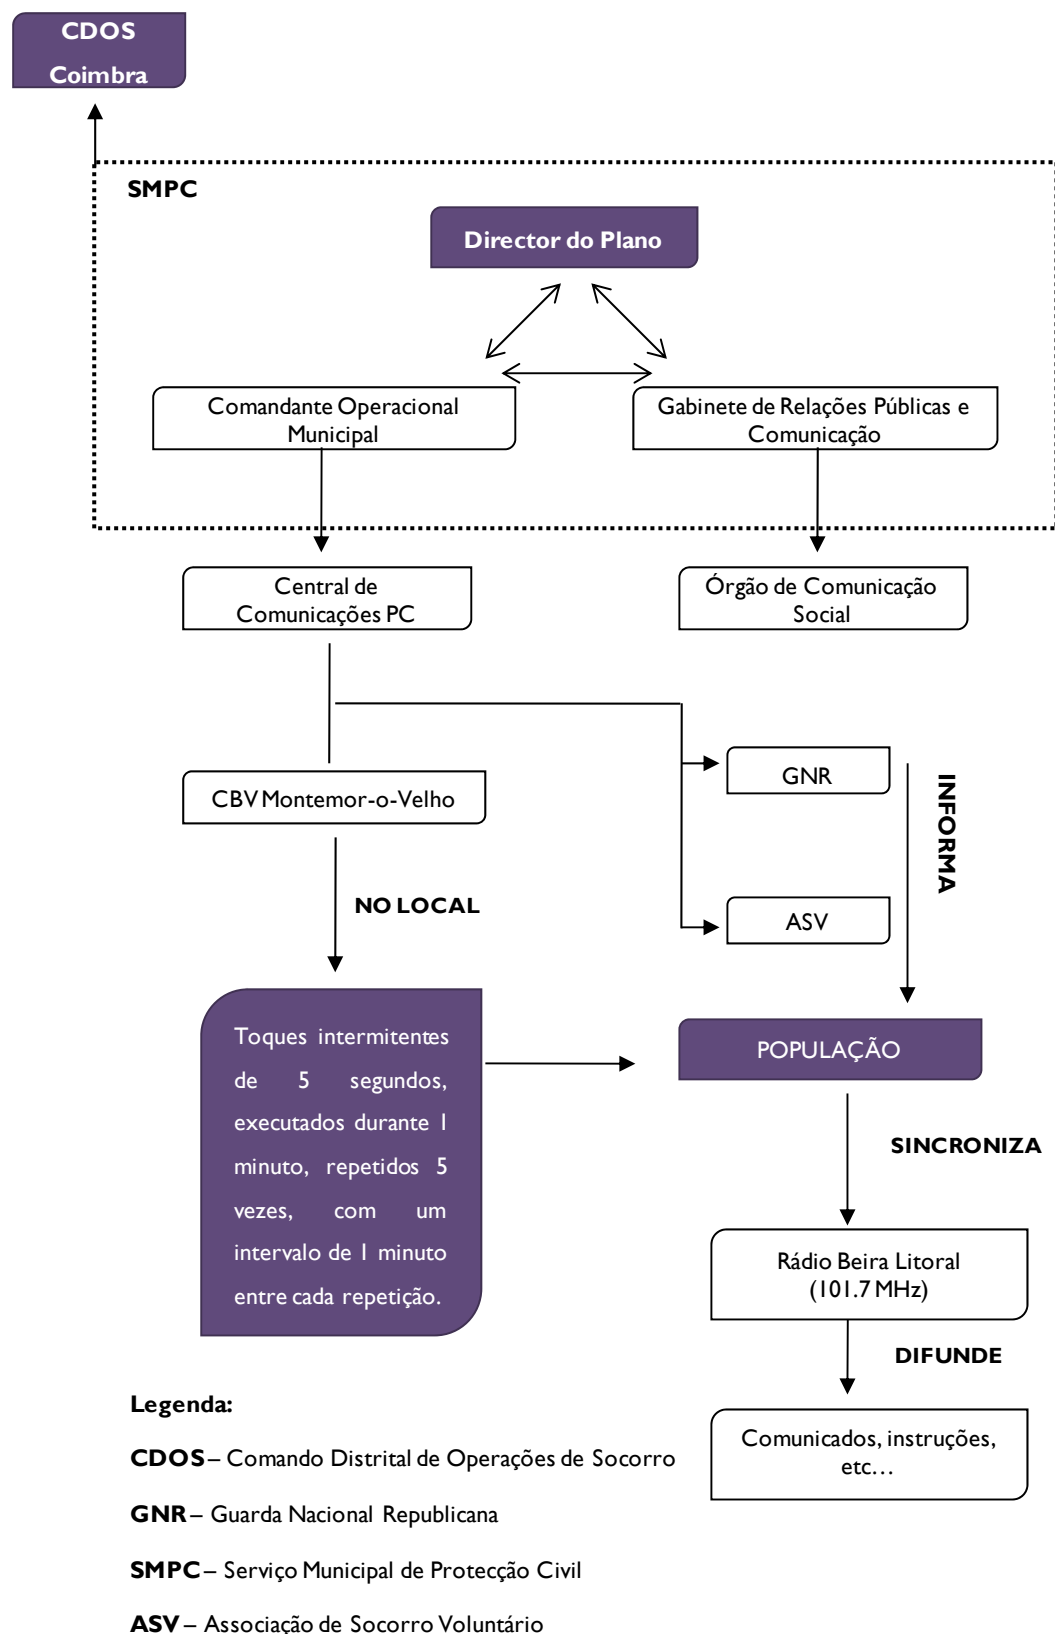 CDOS
Coimbra
SMPC
Director do Plano
Comandante Operacional
Municipal
Gabinete de Relações Públicas e
Comunicação
Central de
Comunicações PC
Órgão de Comunicação
Social
GNR
CBV Montemor-o-Velho
INFORMA
NO LOCAL
ASV
Toques intermitentes
de 5 segundos,
executados durante 1
minuto, repetidos 5
vezes, com um
intervalo de 1 minuto
entre cada repetição.
POPULAÇÃO
SINCRONIZA
Rádio Beira Litoral
(101.7 MHz)
DIFUNDE
Comunicados, instruções,
etc…
Legenda:
CDOS – Comando Distrital de Operações de Socorro
GNR – Guarda Nacional Republicana
SMPC – Serviço Municipal de Protecção Civil
ASV – Associação de Socorro Voluntário